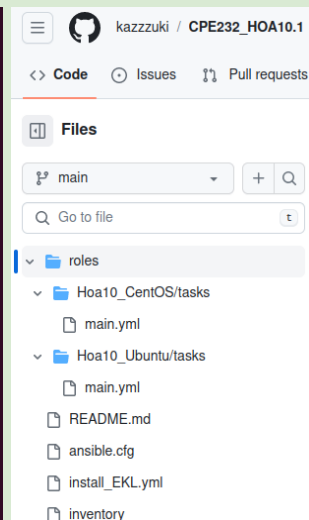 kazzzuki / CPE232_HOA10.1
Code Issues Pull requests
Files
main
Go to file t
roles
Hoa10_CentOS/tasks
main.yml
Hoa10_Ubuntu/tasks
main.yml
README.md
ansible.cfg
install_EKL.yml
inventory